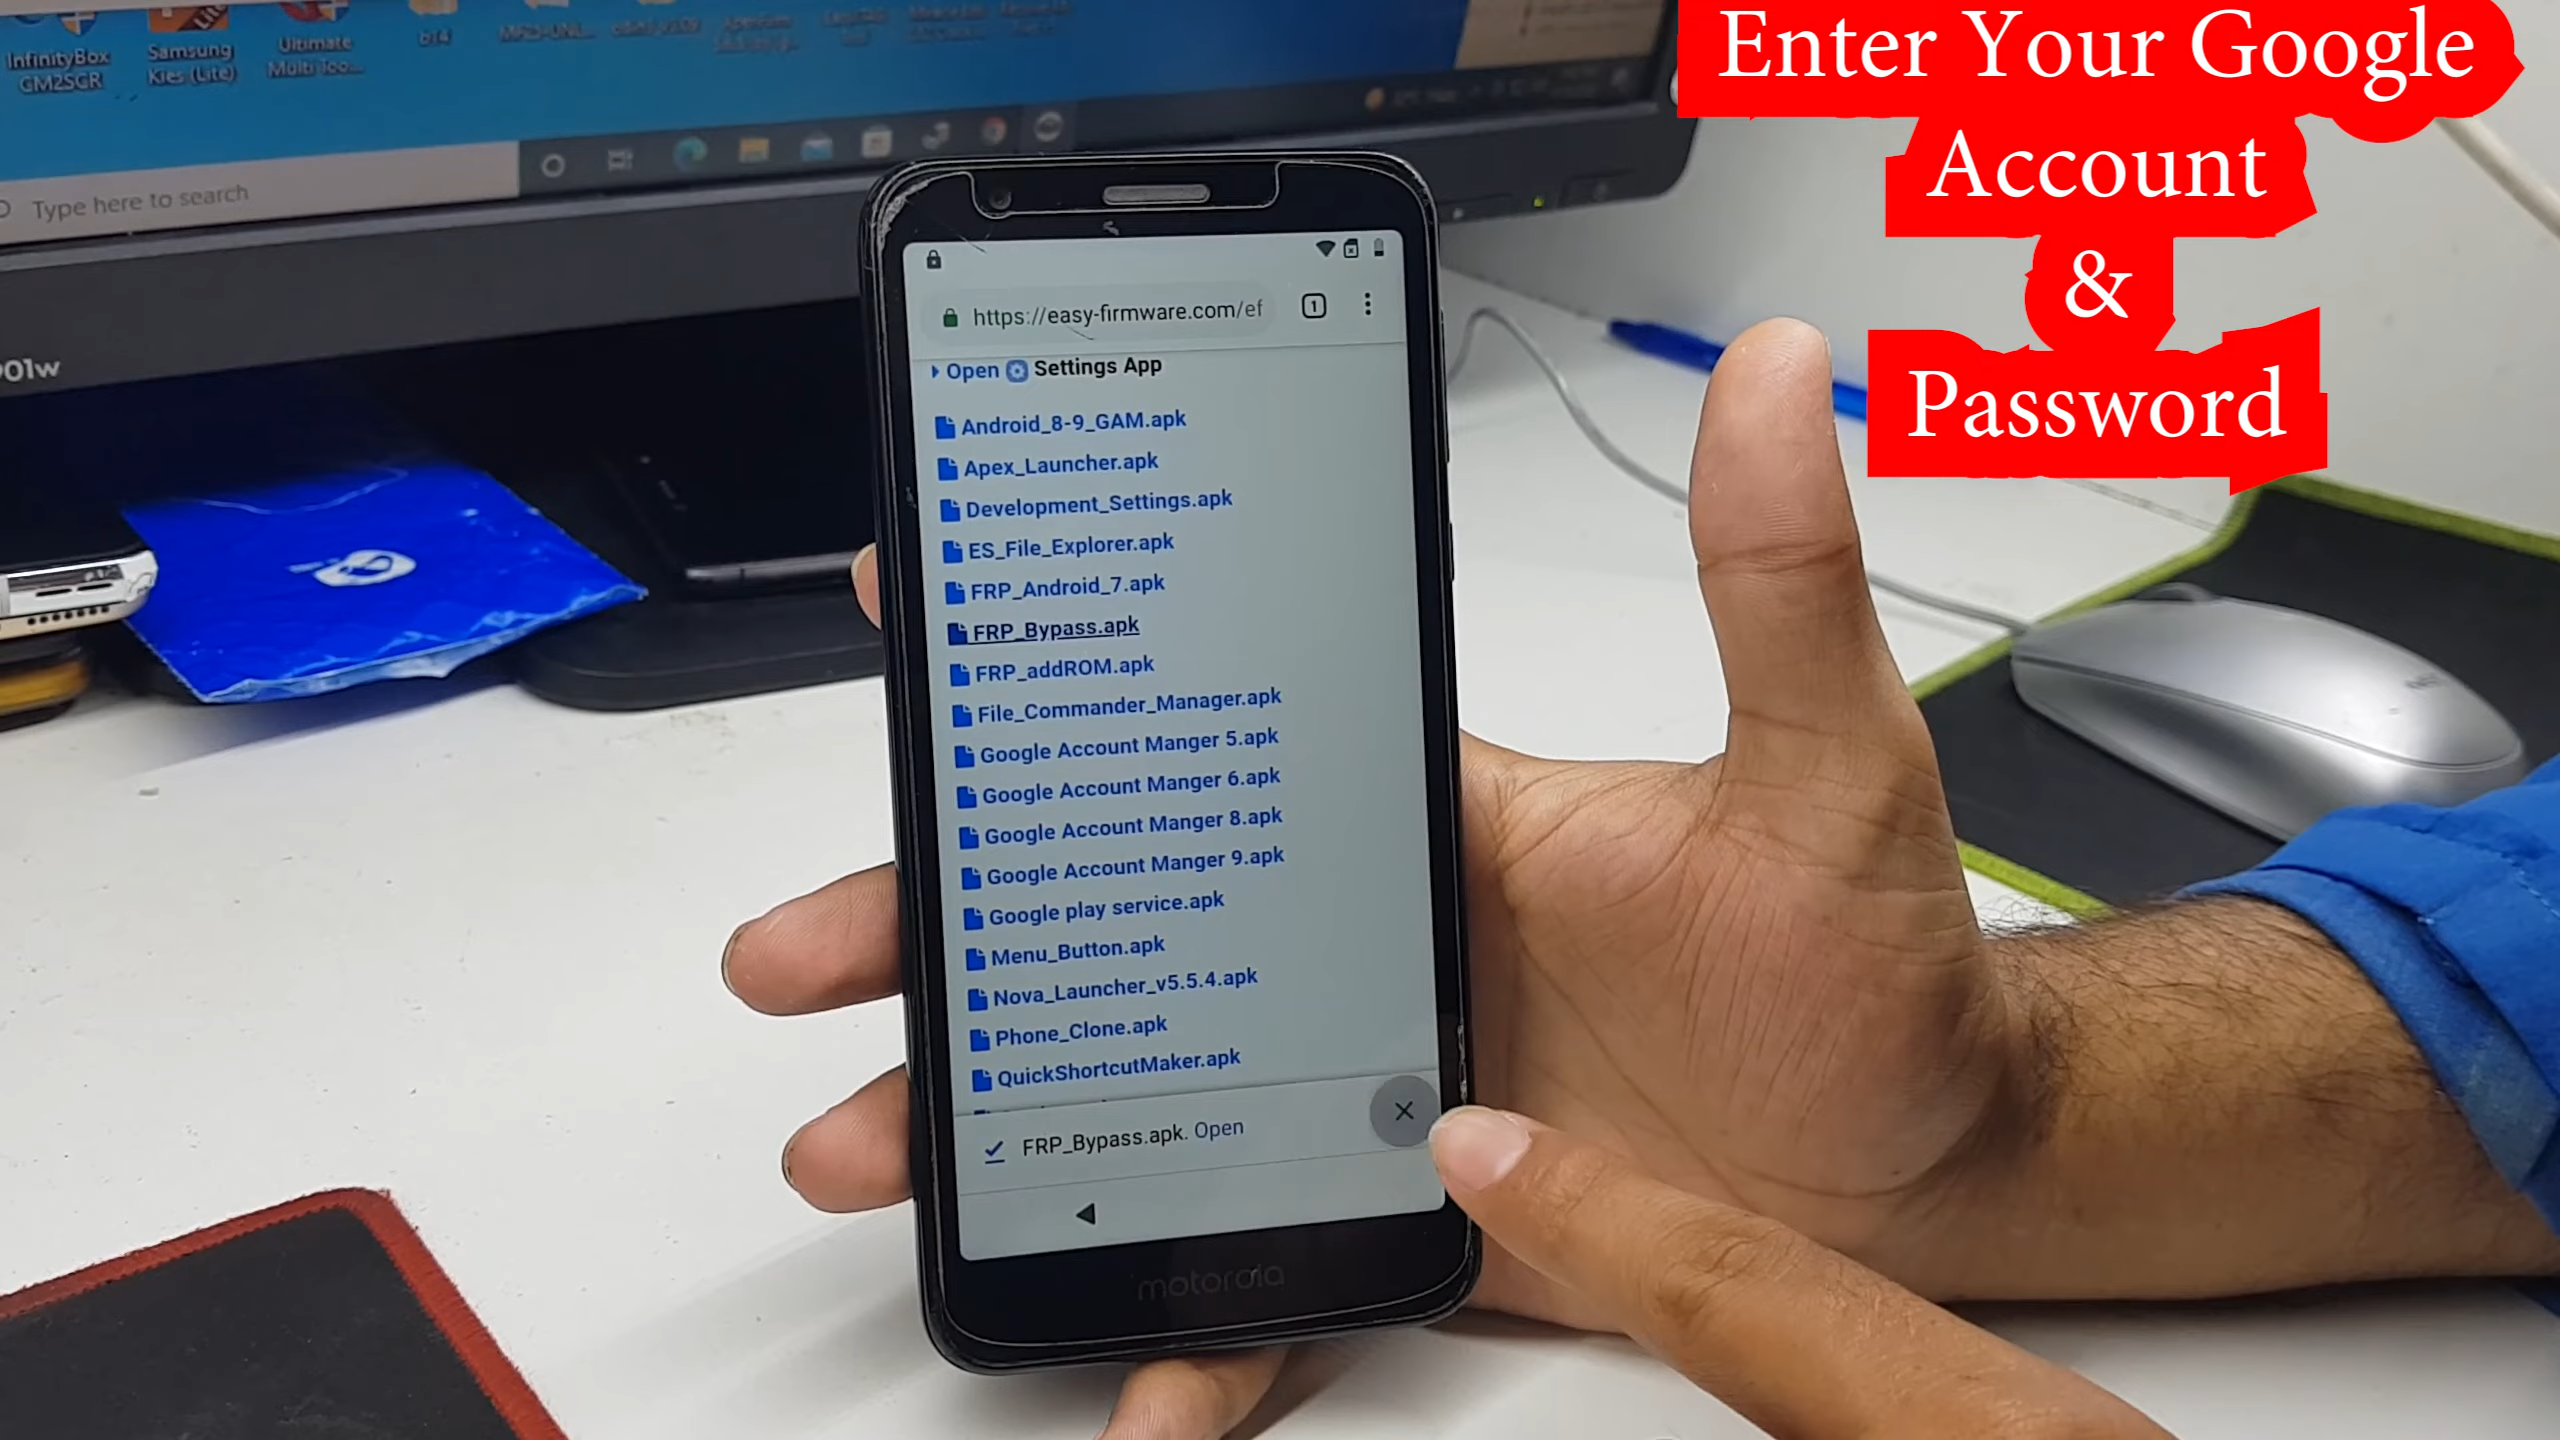 Enter Your Google
Account
&
Password
InfinityBox
CM2SCR
Samsung
Kies (Lite)
Ultimate
Multi Too...
Type here to search
https://easy-firmware.com/ef
1
Open Settings App
Android_8-9_GAM.apk
Apex_Launcher.apk
Development_Settings.apk
ES_File_Explorer.apk
FRP_Android_7.apk
FRP_Bypass.apk
FRP_addROM.apk
File_Commander_Manager.apk
Google Account Manger 5.apk
Google Account Manger 6.apk
Google Account Manger 8.apk
Google Account Manger 9.apk
Google play service.apk
Menu_Button.apk
Nova_Launcher_v5.5.4.apk
Phone_Clone.apk
QuickShortcutMaker.apk
FRP_Bypass.apk. Open
motorola